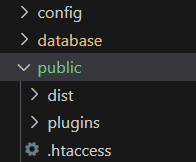 config
database
public
dist
plugins
.htaccess